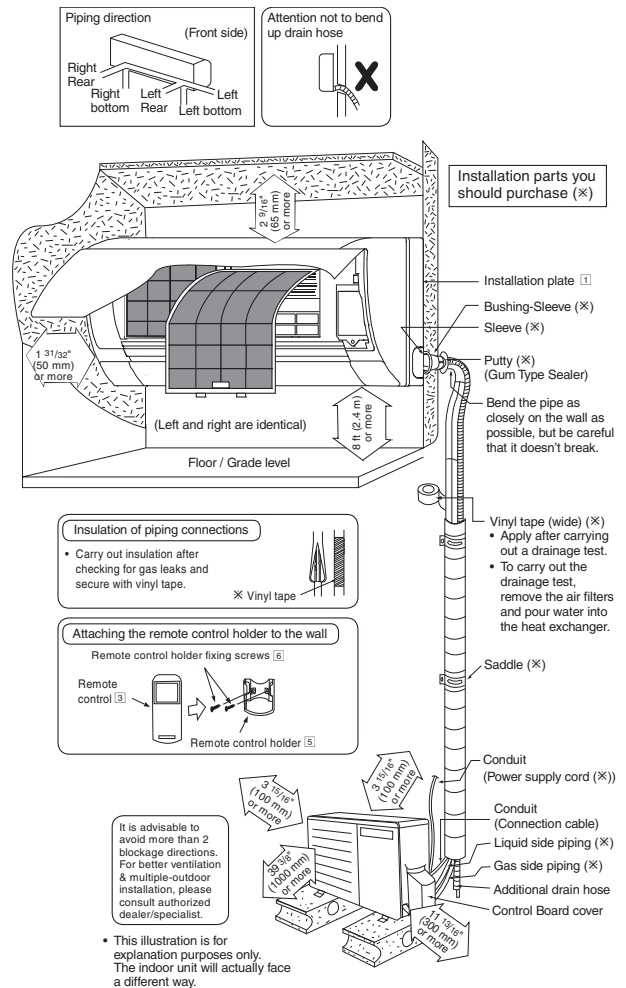 Piping direction
(Front side)
Right
Rear
Right
bottom
Left
Rear
Left
Left bottom
Attention not to bend
up drain hose
Installation parts you
should purchase (※)
2 9/16"
(65 mm)
or more
1 31/32"
(50 mm)
or more
(Left and right are identical)
8 ft (2.4 m)
or more
Floor / Grade level
Installation plate 1
Bushing-Sleeve (※)
Sleeve (※)
Putty (※)
(Gum Type Sealer)
Bend the pipe as
closely on the wall as
possible, but be careful
that it doesn't break.
Vinyl tape (wide) (※)
• Apply after carrying
out a drainage test.
• To carry out the
drainage test,
remove the air filters
and pour water into
the heat exchanger.
Insulation of piping connections
• Carry out insulation after
checking for gas leaks and
secure with vinyl tape.
※ Vinyl tape
Attaching the remote control holder to the wall
Remote control holder fixing screws 6
Remote
control 3
Remote control holder 5
Saddle (※)
Conduit
(Power supply cord (※))
Conduit
(Connection cable)
Liquid side piping (※)
Gas side piping (※)
Additional drain hose
Control Board cover
3 15/16"
(100 mm)
or more
3 15/16"
(100 mm)
or more
39 3/8"
(1000 mm)
or more
11 13/16"
(300 mm)
or more
It is advisable to
avoid more than 2
blockage directions.
For better ventilation
& multiple-outdoor
installation, please
consult authorized
dealer/specialist.
• This illustration is for
explanation purposes only.
The indoor unit will actually face
a different way.